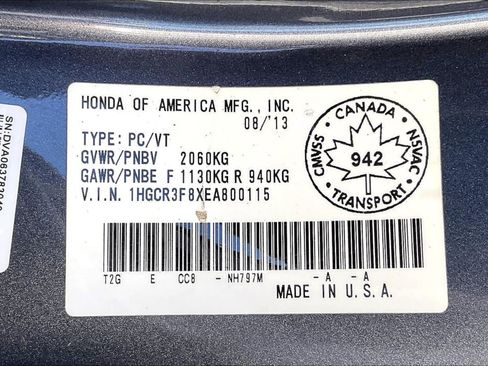 HONDA OF AMERICA MFG., INC.
08/'13
TYPE: PC/VT
GVWR/PNBV 2060KG
GAWR/PNBE F 1130KG R 940KG
V.I.N. 1HGCR3F8XEA800115
T2G E CC8 - NH797M - A - A
MADE IN U.S.A.
CANADA
CMVSS
942
NSVAC
TRANSPORT